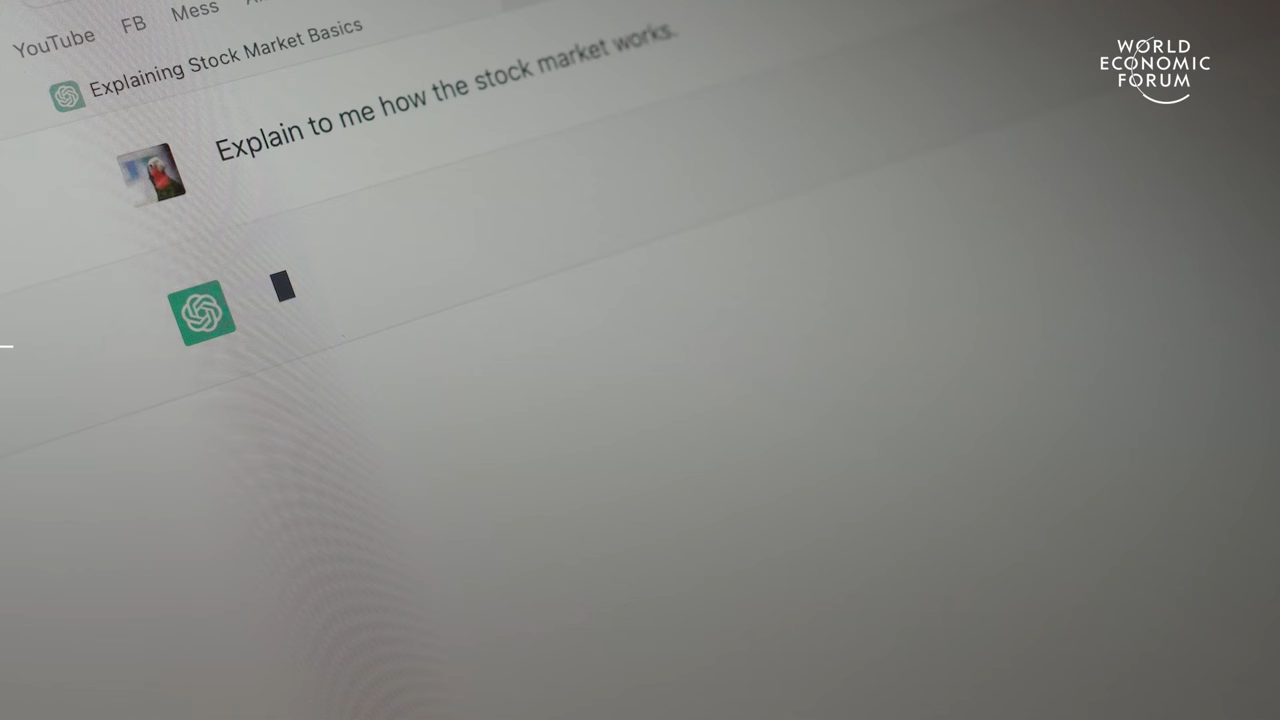 YouTube FB Mess
Explaining Stock Market Basics
Explain to me how the stock market works.
WORLD
ECONOMIC
FORUM